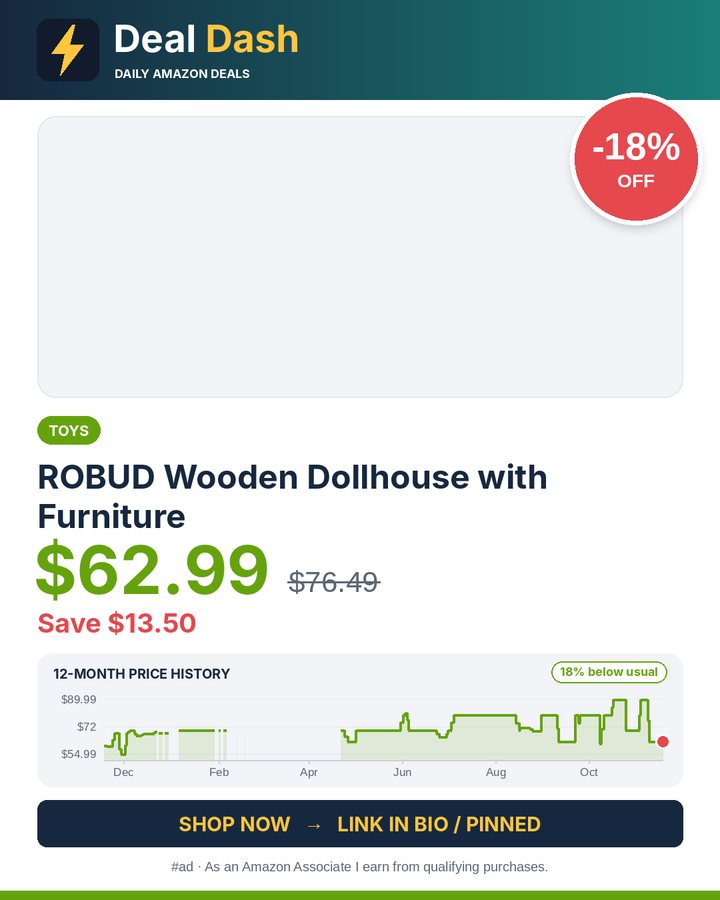 Deal Dash
DAILY AMAZON DEALS
-18%
OFF
TOYS
ROBUD Wooden Dollhouse with
Furniture
$62.99 $76.49
Save $13.50
12-MONTH PRICE HISTORY
18% below usual
$89.99
$72
$54.99
Dec Feb Apr Jun Aug Oct
SHOP NOW → LINK IN BIO / PINNED
#ad · As an Amazon Associate I earn from qualifying purchases.